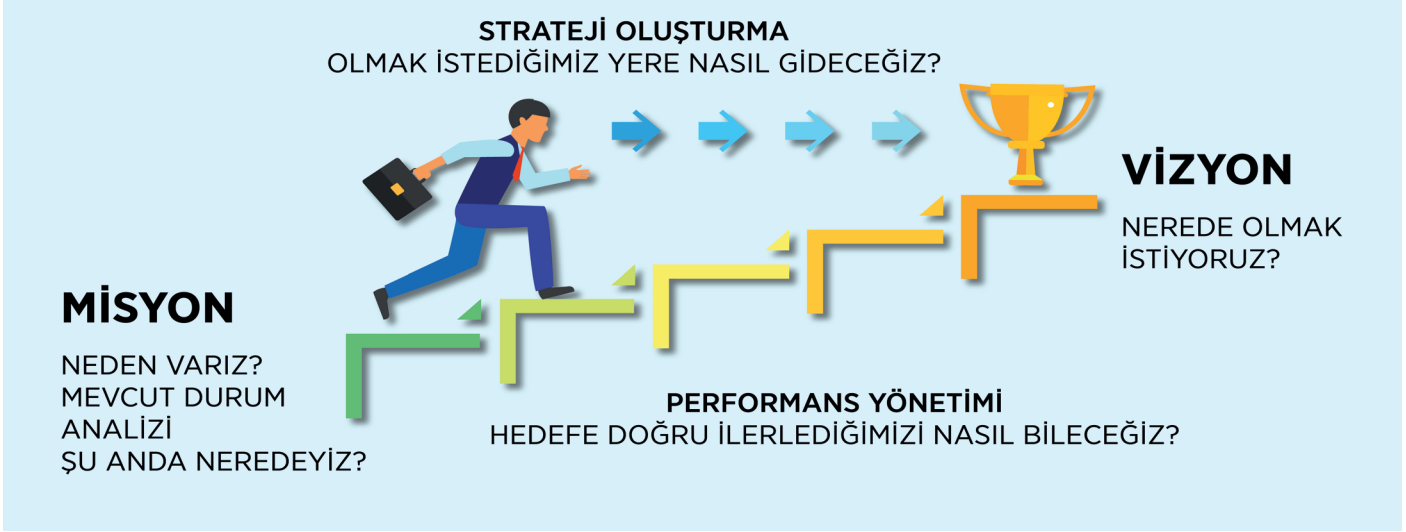 STRATEJİ OLUŞTURMA
OLMAK İSTEDİĞİMİZ YERE NASIL GİDECEĞİZ?
VİZYON
NEREDE OLMAK
İSTİYORUZ?
MİSYON
NEDEN VARIZ?
MEVCUT DURUM
ANALİZİ
ŞU ANDA NEREDEYİZ?
PERFORMANS YÖNETİMİ
HEDEFE DOĞRU İLERLEDİĞİMİZİ NASIL BİLECEĞİZ?